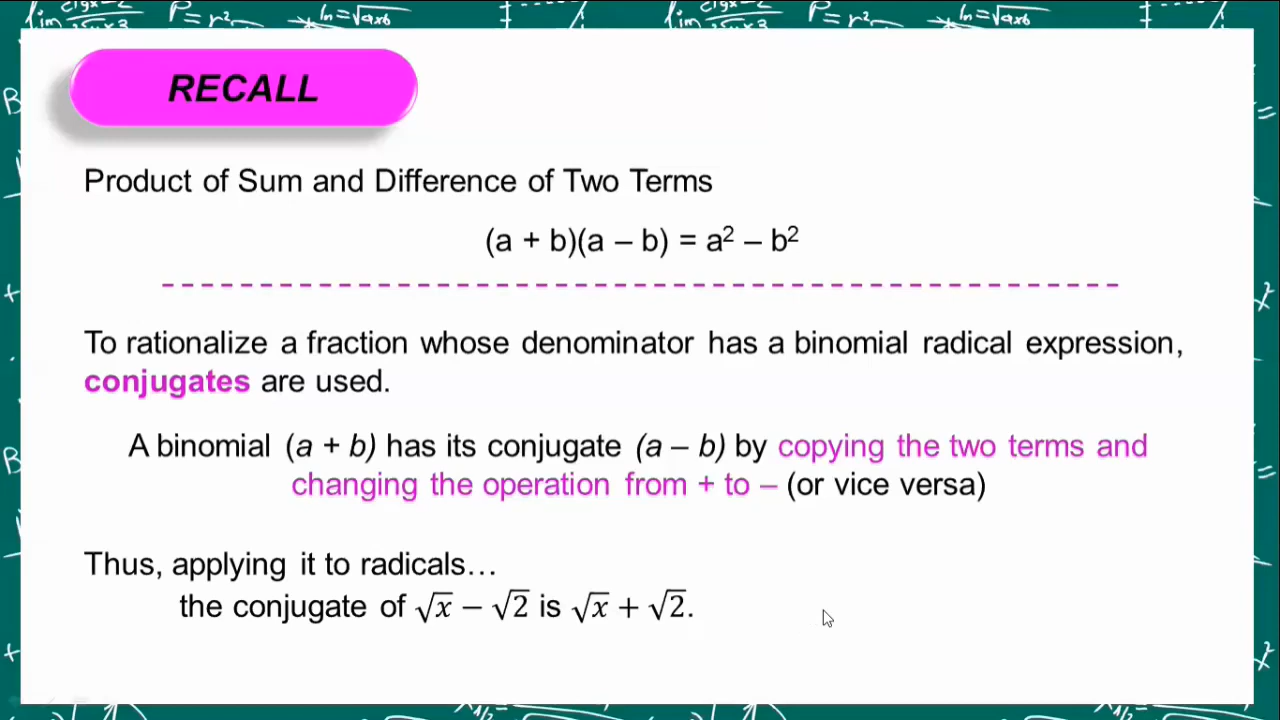 RECALL
Product of Sum and Difference of Two Terms
(a + b)(a – b) = a² – b²
To rationalize a fraction whose denominator has a binomial radical expression,
conjugates are used.
A binomial (a + b) has its conjugate (a – b) by copying the two terms and
changing the operation from + to – (or vice versa)
Thus, applying it to radicals…
the conjugate of √x − √2 is √x + √2.